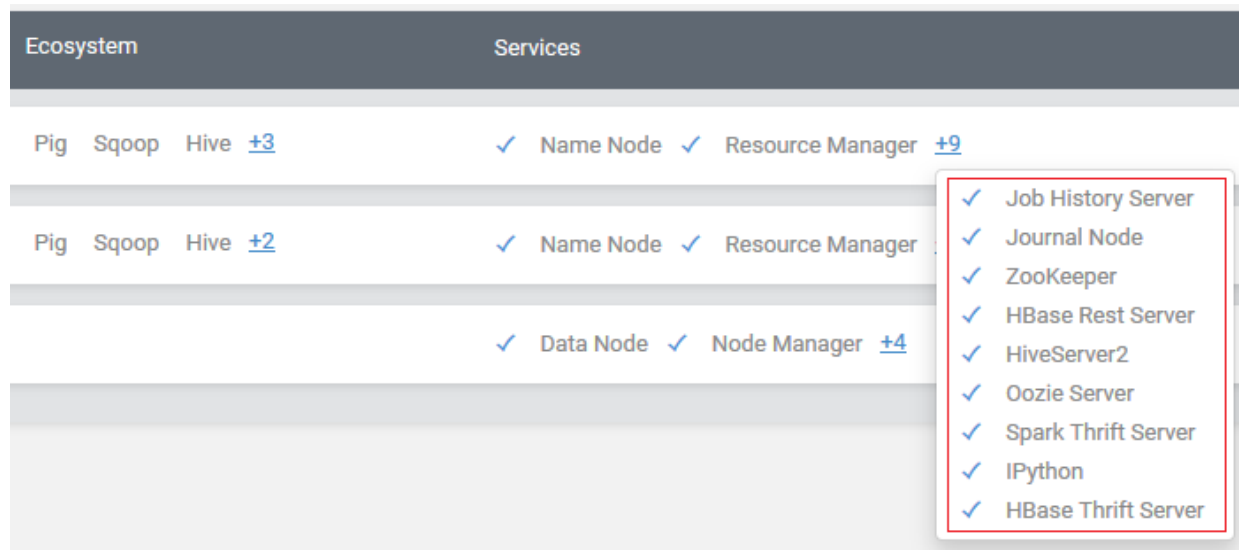 Ecosystem Services
Pig Sqoop Hive +3 Name Node Resource Manager +9
Job History Server
Pig Sqoop Hive +2 Name Node Resource Manager
Journal Node
ZooKeeper
HBase Rest Server
Data Node Node Manager +4
HiveServer2
Oozie Server
Spark Thrift Server
IPython
HBase Thrift Server